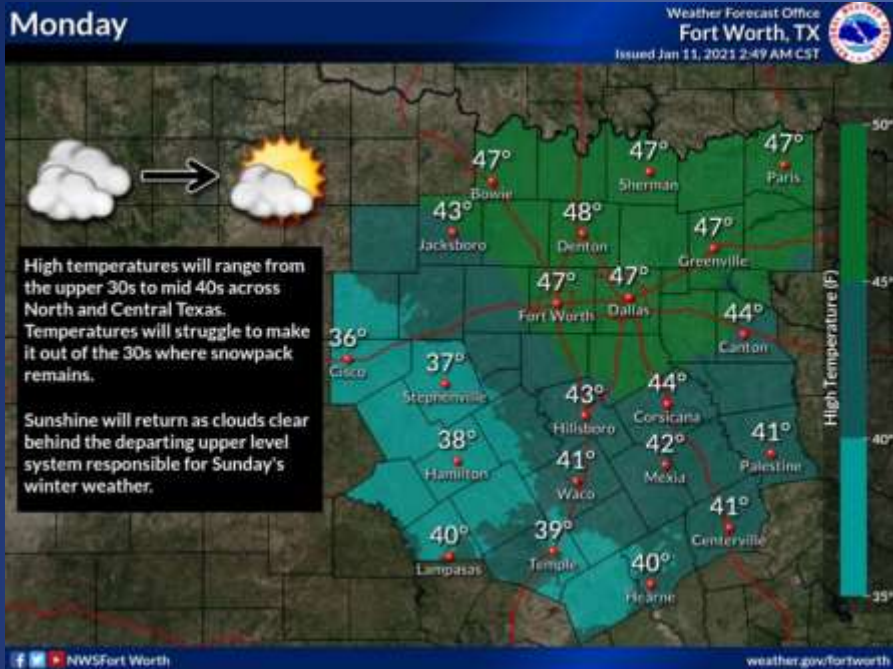 Monday
Weather Forecast Office
Fort Worth, TX
Issued Jan 11, 2021 2:49 AM CST
High temperatures will range from
the upper 30s to mid 40s across
North and Central Texas.
Temperatures will struggle to make
it out of the 30s where snowpack
remains.
Sunshine will return as clouds clear
behind the departing upper level
system responsible for Sunday's
winter weather.
47°
Bowie
47°
Sherman
47°
Paris
43°
Jacksboro
48°
Denton
47°
Greenville
47°
Fort Worth
47°
Dallas
44°
Canton
36°
Cisco
37°
Stephenville
43°
Hillsboro
44°
Corsicana
38°
Hamilton
41°
Waco
42°
Mexia
41°
Palestine
40°
Lampasas
39°
Temple
40°
Hearne
41°
Centerville
50°
45°
40°
35°
High Temperature (F)
NWSFort Worth
weather.gov/fortworth